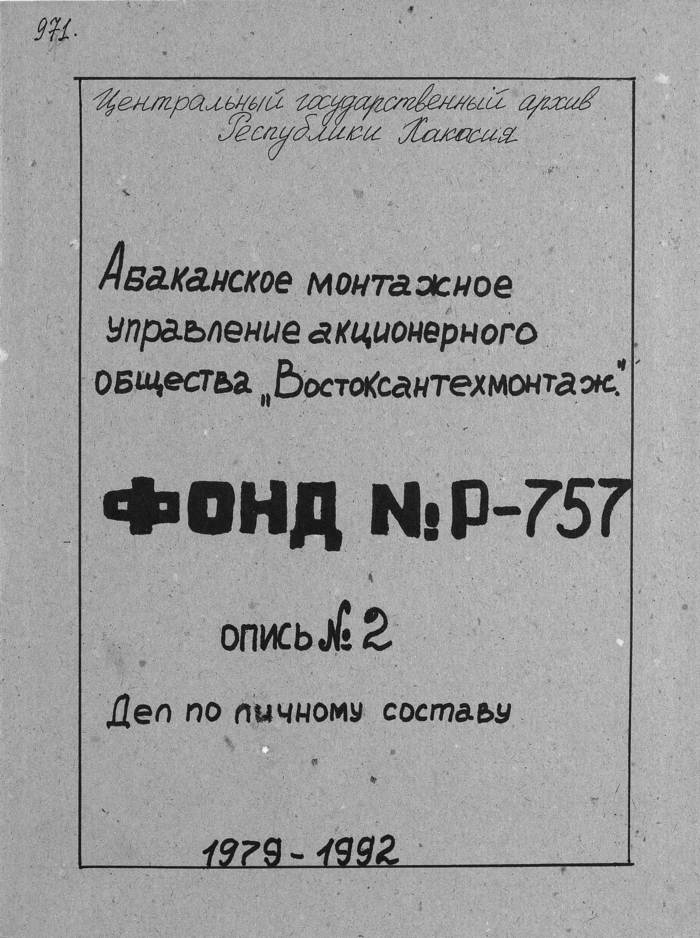 971.
Центральный государственный архив
Республики Хакасия
Абаканское монтажное
управление акционерного
общества „Востоксантехмонтаж."
ФОНД №Р-757
опись № 2
Дел по личному составу
1979-1992